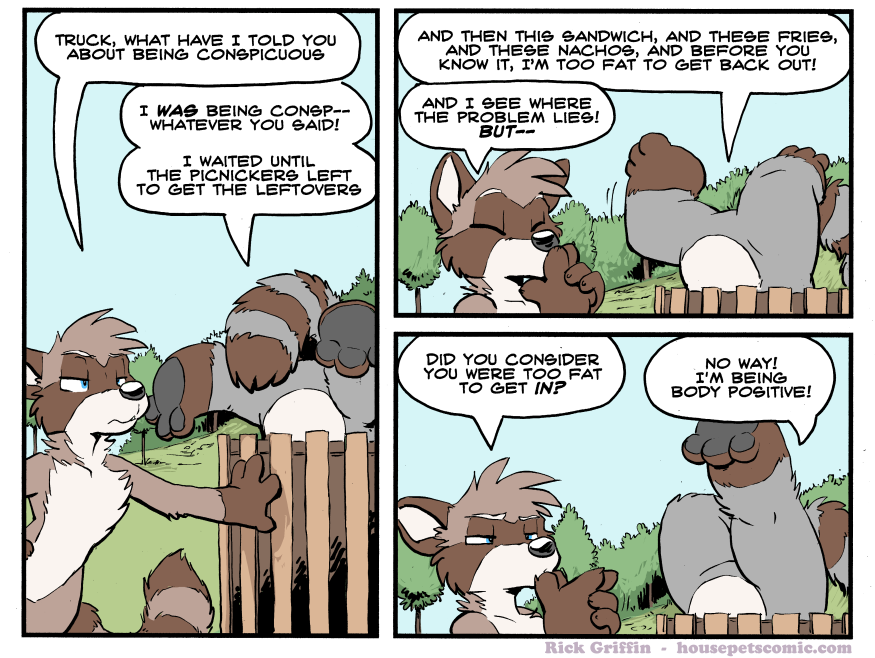 TRUCK, WHAT HAVE I TOLD YOU
ABOUT BEING CONSPICUOUS
I WAS BEING CONSP--
WHATEVER YOU SAID!
I WAITED UNTIL
THE PICNICKERS LEFT
TO GET THE LEFTOVERS
AND THEN THIS SANDWICH, AND THESE FRIES,
AND THESE NACHOS, AND BEFORE YOU
KNOW IT, I'M TOO FAT TO GET BACK OUT!
AND I SEE WHERE
THE PROBLEM LIES!
BUT--
DID YOU CONSIDER
YOU WERE TOO FAT
TO GET IN?
NO WAY!
I'M BEING
BODY POSITIVE!
Rick Griffin - housepetscomic.com